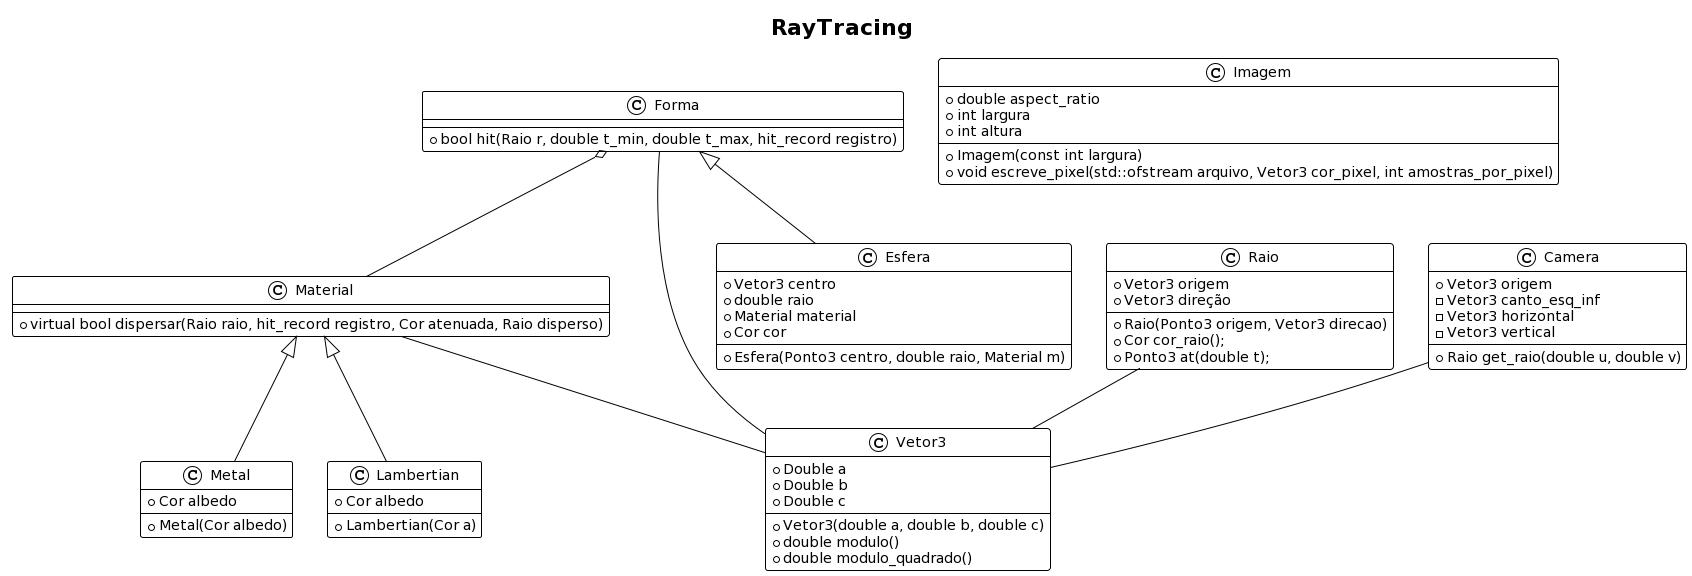 RayTracing
C Forma
bool hit(Raio r, double t_min, double t_max, hit_record registro)
C Imagem
double aspect_ratio
int largura
int altura
Imagem(const int largura)
void escreve_pixel(std::ofstream arquivo, Vetor3 cor_pixel, int amostras_por_pixel)
C Material
virtual bool dispersar(Raio raio, hit_record registro, Cor atenuada, Raio disperso)
C Esfera
Vetor3 centro
double raio
Material material
Cor cor
Esfera(Ponto3 centro, double raio, Material m)
C Raio
Vetor3 origem
Vetor3 direção
Raio(Ponto3 origem, Vetor3 direcao)
Cor cor_raio();
Ponto3 at(double t);
C Camera
Vetor3 origem
Vetor3 canto_esq_inf
Vetor3 horizontal
Vetor3 vertical
Raio get_raio(double u, double v)
C Metal
Cor albedo
Metal(Cor albedo)
C Lambertian
Cor albedo
Lambertian(Cor a)
C Vetor3
Double a
Double b
Double c
Vetor3(double a, double b, double c)
double modulo()
double modulo_quadrado()